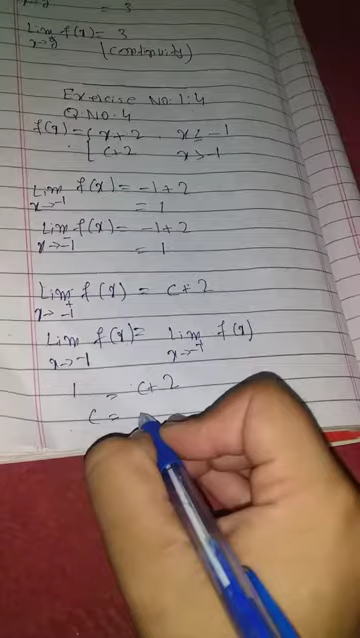 = 3
Lim f(x) = 3
x→2
(continuity)
Exercise No: 1:4
Q No: 4
f(x) = { x+2 , x ≤ -1
c+2 x > -1
Lim f(x) = -1+2
x→-1
= 1
Lim f(x) = -1+2
x→-1
= 1
Lim f(x) = c+2
x→-1⁺
Lim f(x) = Lim f(x)
x→-1 x→-1
1 = c+2
c =